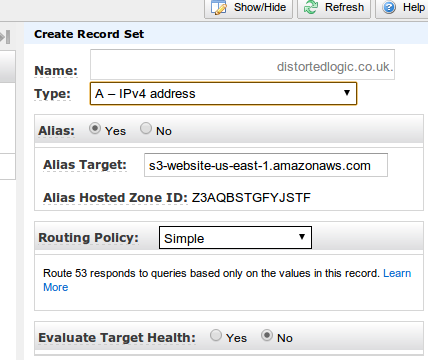 Show/Hide Refresh Help
Create Record Set
Name: distortedlogic.co.uk.
Type: A – IPv4 address
Alias: Yes No
Alias Target: s3-website-us-east-1.amazonaws.com
Alias Hosted Zone ID: Z3AQBSTGFYJSTF
Routing Policy: Simple
Route 53 responds to queries based only on the values in this record. Learn
More
Evaluate Target Health: Yes No